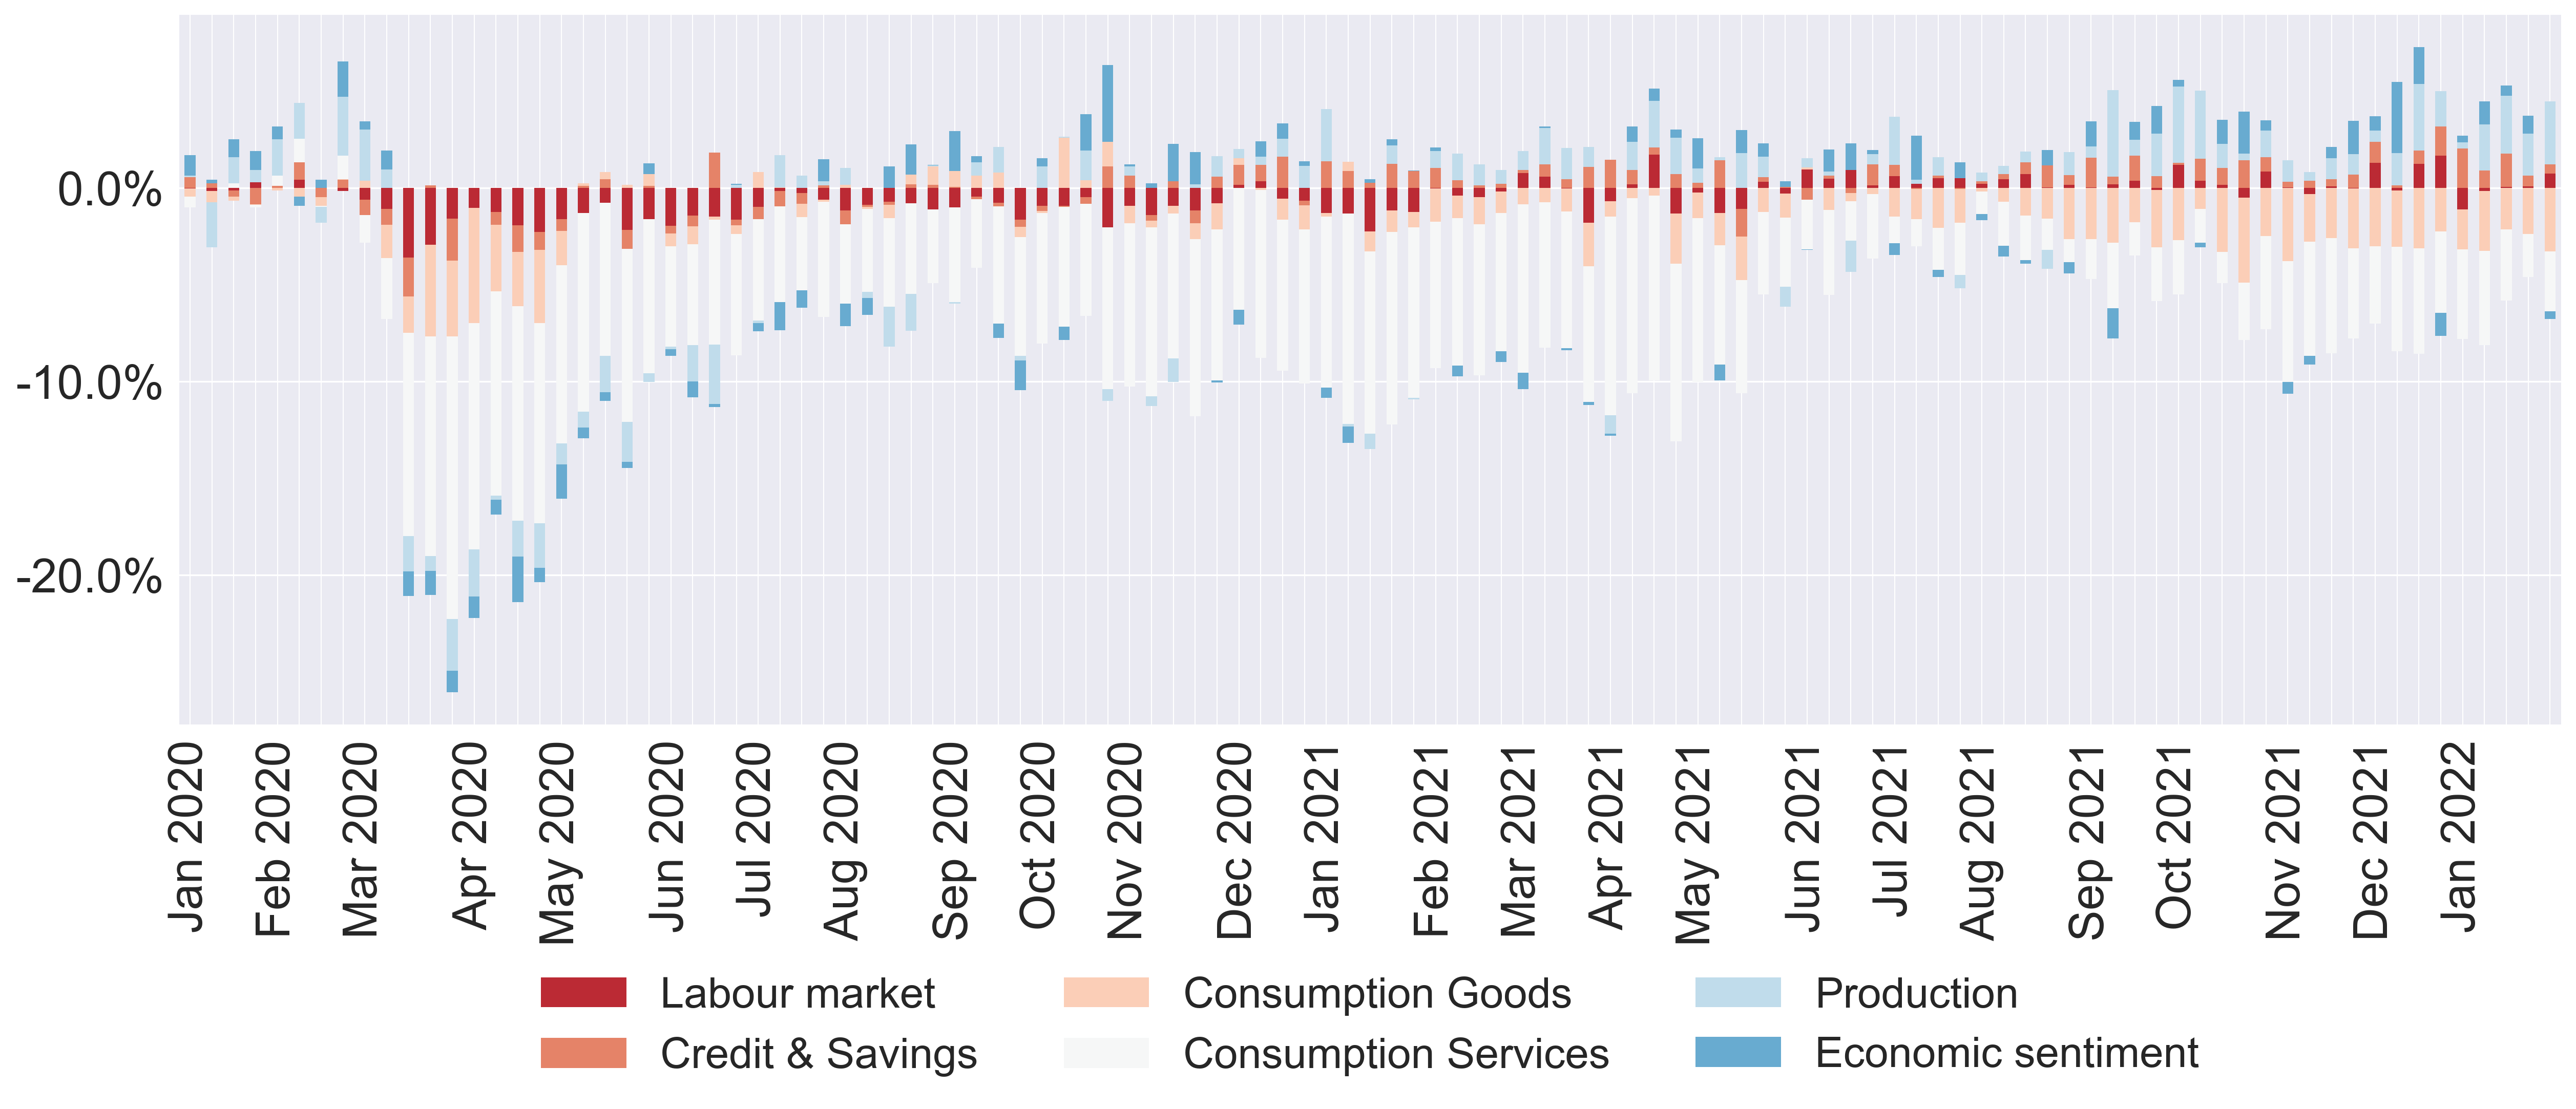 0.0%
-10.0%
-20.0%
Jan 2020
Feb 2020
Mar 2020
Apr 2020
May 2020
Jun 2020
Jul 2020
Aug 2020
Sep 2020
Oct 2020
Nov 2020
Dec 2020
Jan 2021
Feb 2021
Mar 2021
Apr 2021
May 2021
Jun 2021
Jul 2021
Aug 2021
Sep 2021
Oct 2021
Nov 2021
Dec 2021
Jan 2022
Labour market
Consumption Goods
Production
Credit & Savings
Consumption Services
Economic sentiment